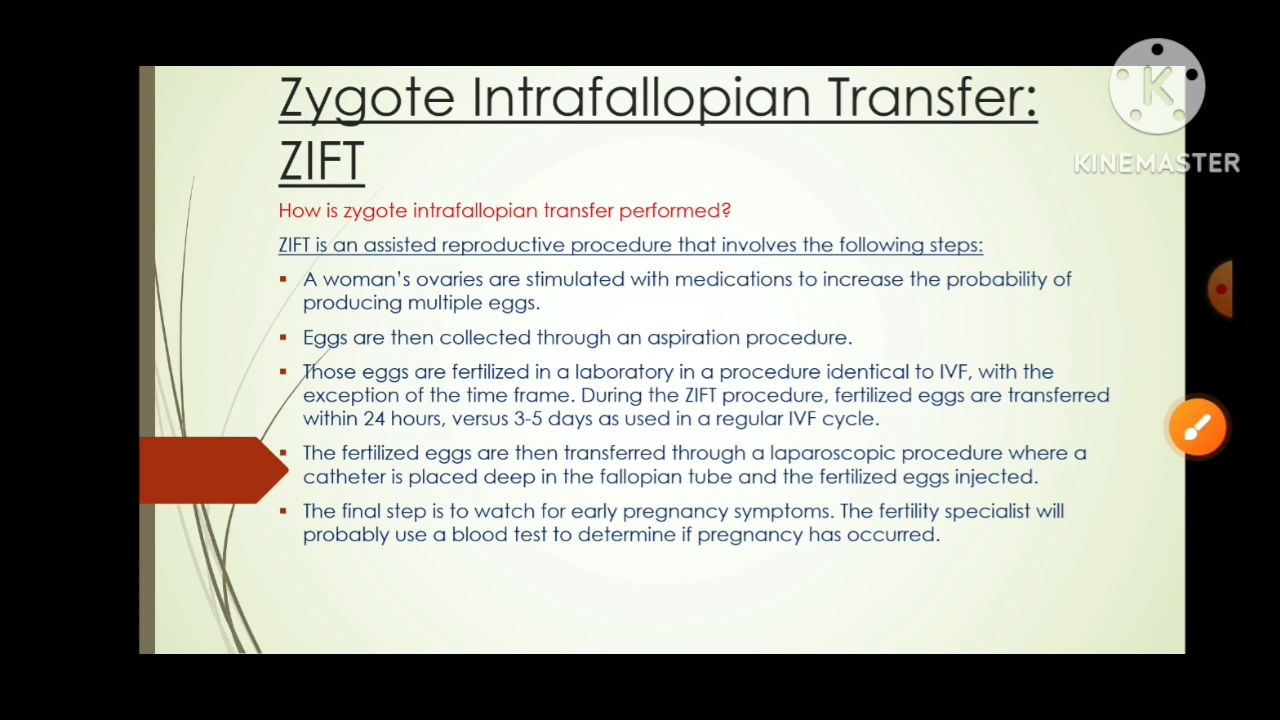 Zygote Intrafallopian Transfer:
ZIFT
How is zygote intrafallopian transfer performed?
ZIFT is an assisted reproductive procedure that involves the following steps:
▪ A woman's ovaries are stimulated with medications to increase the probability of
producing multiple eggs.
▪ Eggs are then collected through an aspiration procedure.
▪ Those eggs are fertilized in a laboratory in a procedure identical to IVF, with the
exception of the time frame. During the ZIFT procedure, fertilized eggs are transferred
within 24 hours, versus 3-5 days as used in a regular IVF cycle.
▪ The fertilized eggs are then transferred through a laparoscopic procedure where a
catheter is placed deep in the fallopian tube and the fertilized eggs injected.
▪ The final step is to watch for early pregnancy symptoms. The fertility specialist will
probably use a blood test to determine if pregnancy has occurred.
K
KINEMASTER